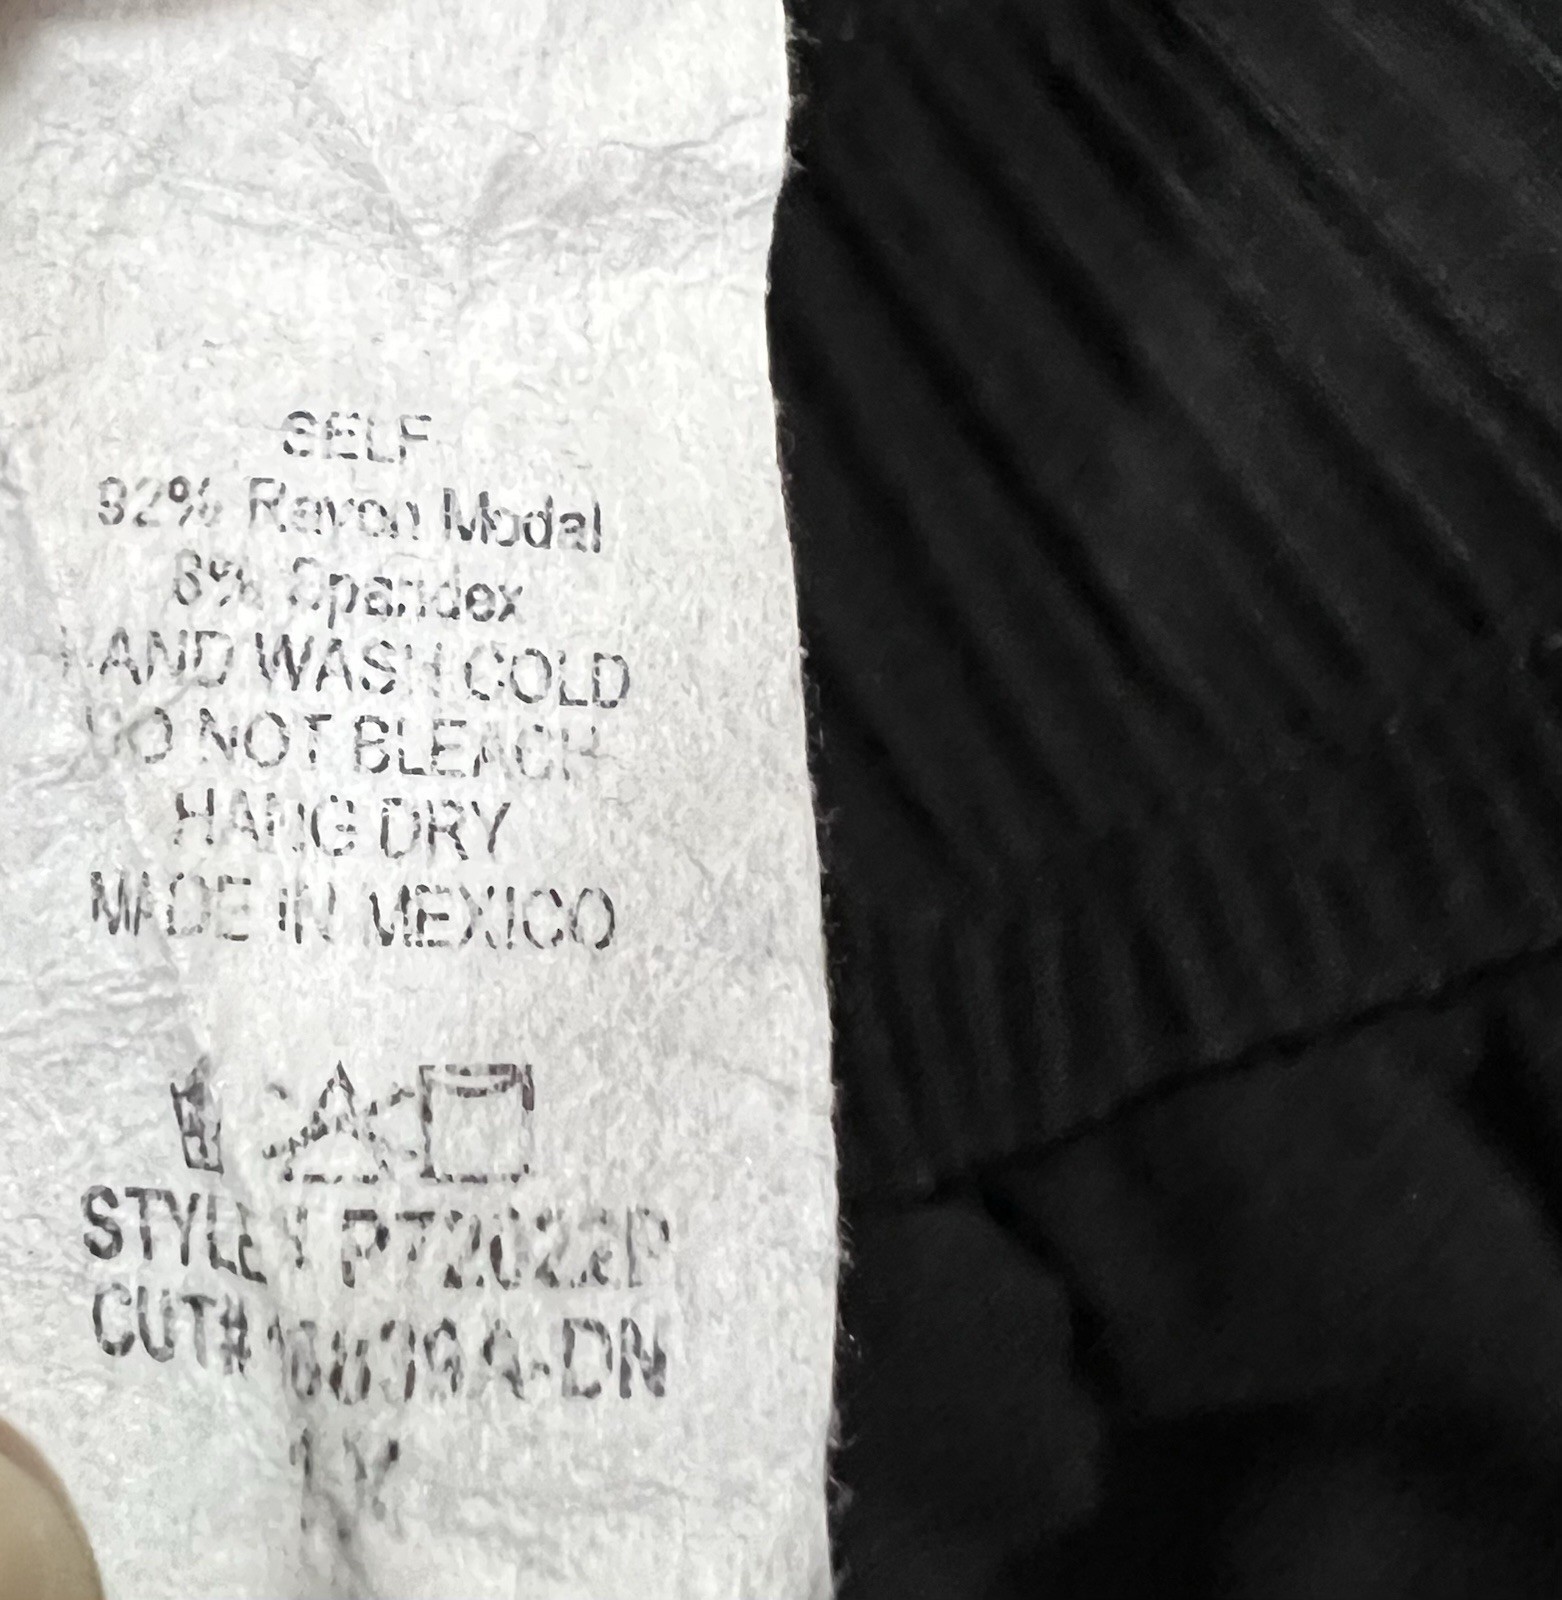 SELF
92% Rayon Modal
8% Spandex
HAND WASH COLD
DO NOT BLEACH
HANG DRY
MADE IN MEXICO
STYLE
CUT#
1X